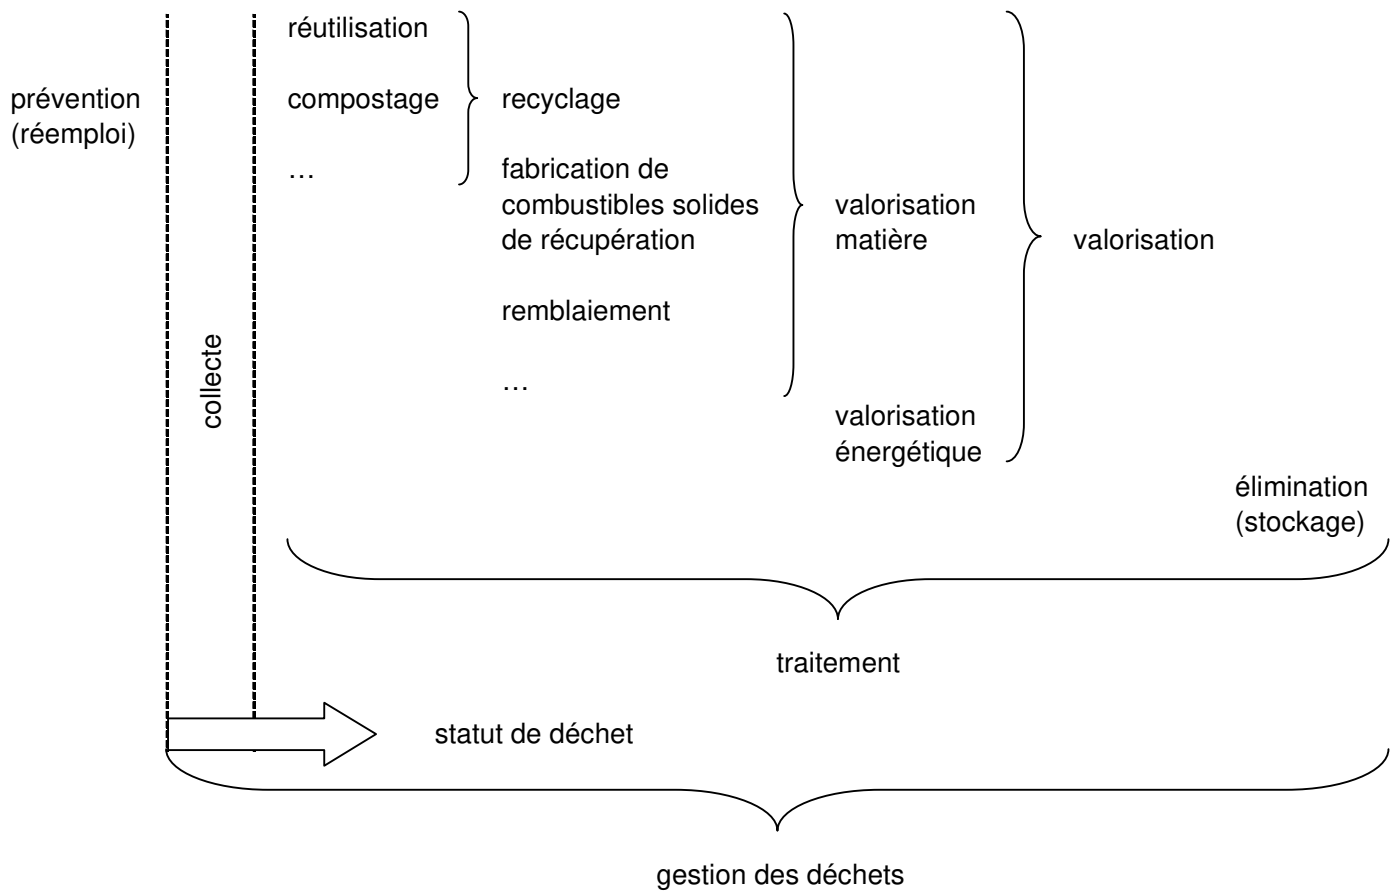 réutilisation
prévention
(réemploi)
compostage
recyclage
…
fabrication de
combustibles solides
de récupération
valorisation
matière
valorisation
remblaiement
collecte
…
valorisation
énergétique
élimination
(stockage)
traitement
statut de déchet
gestion des déchets